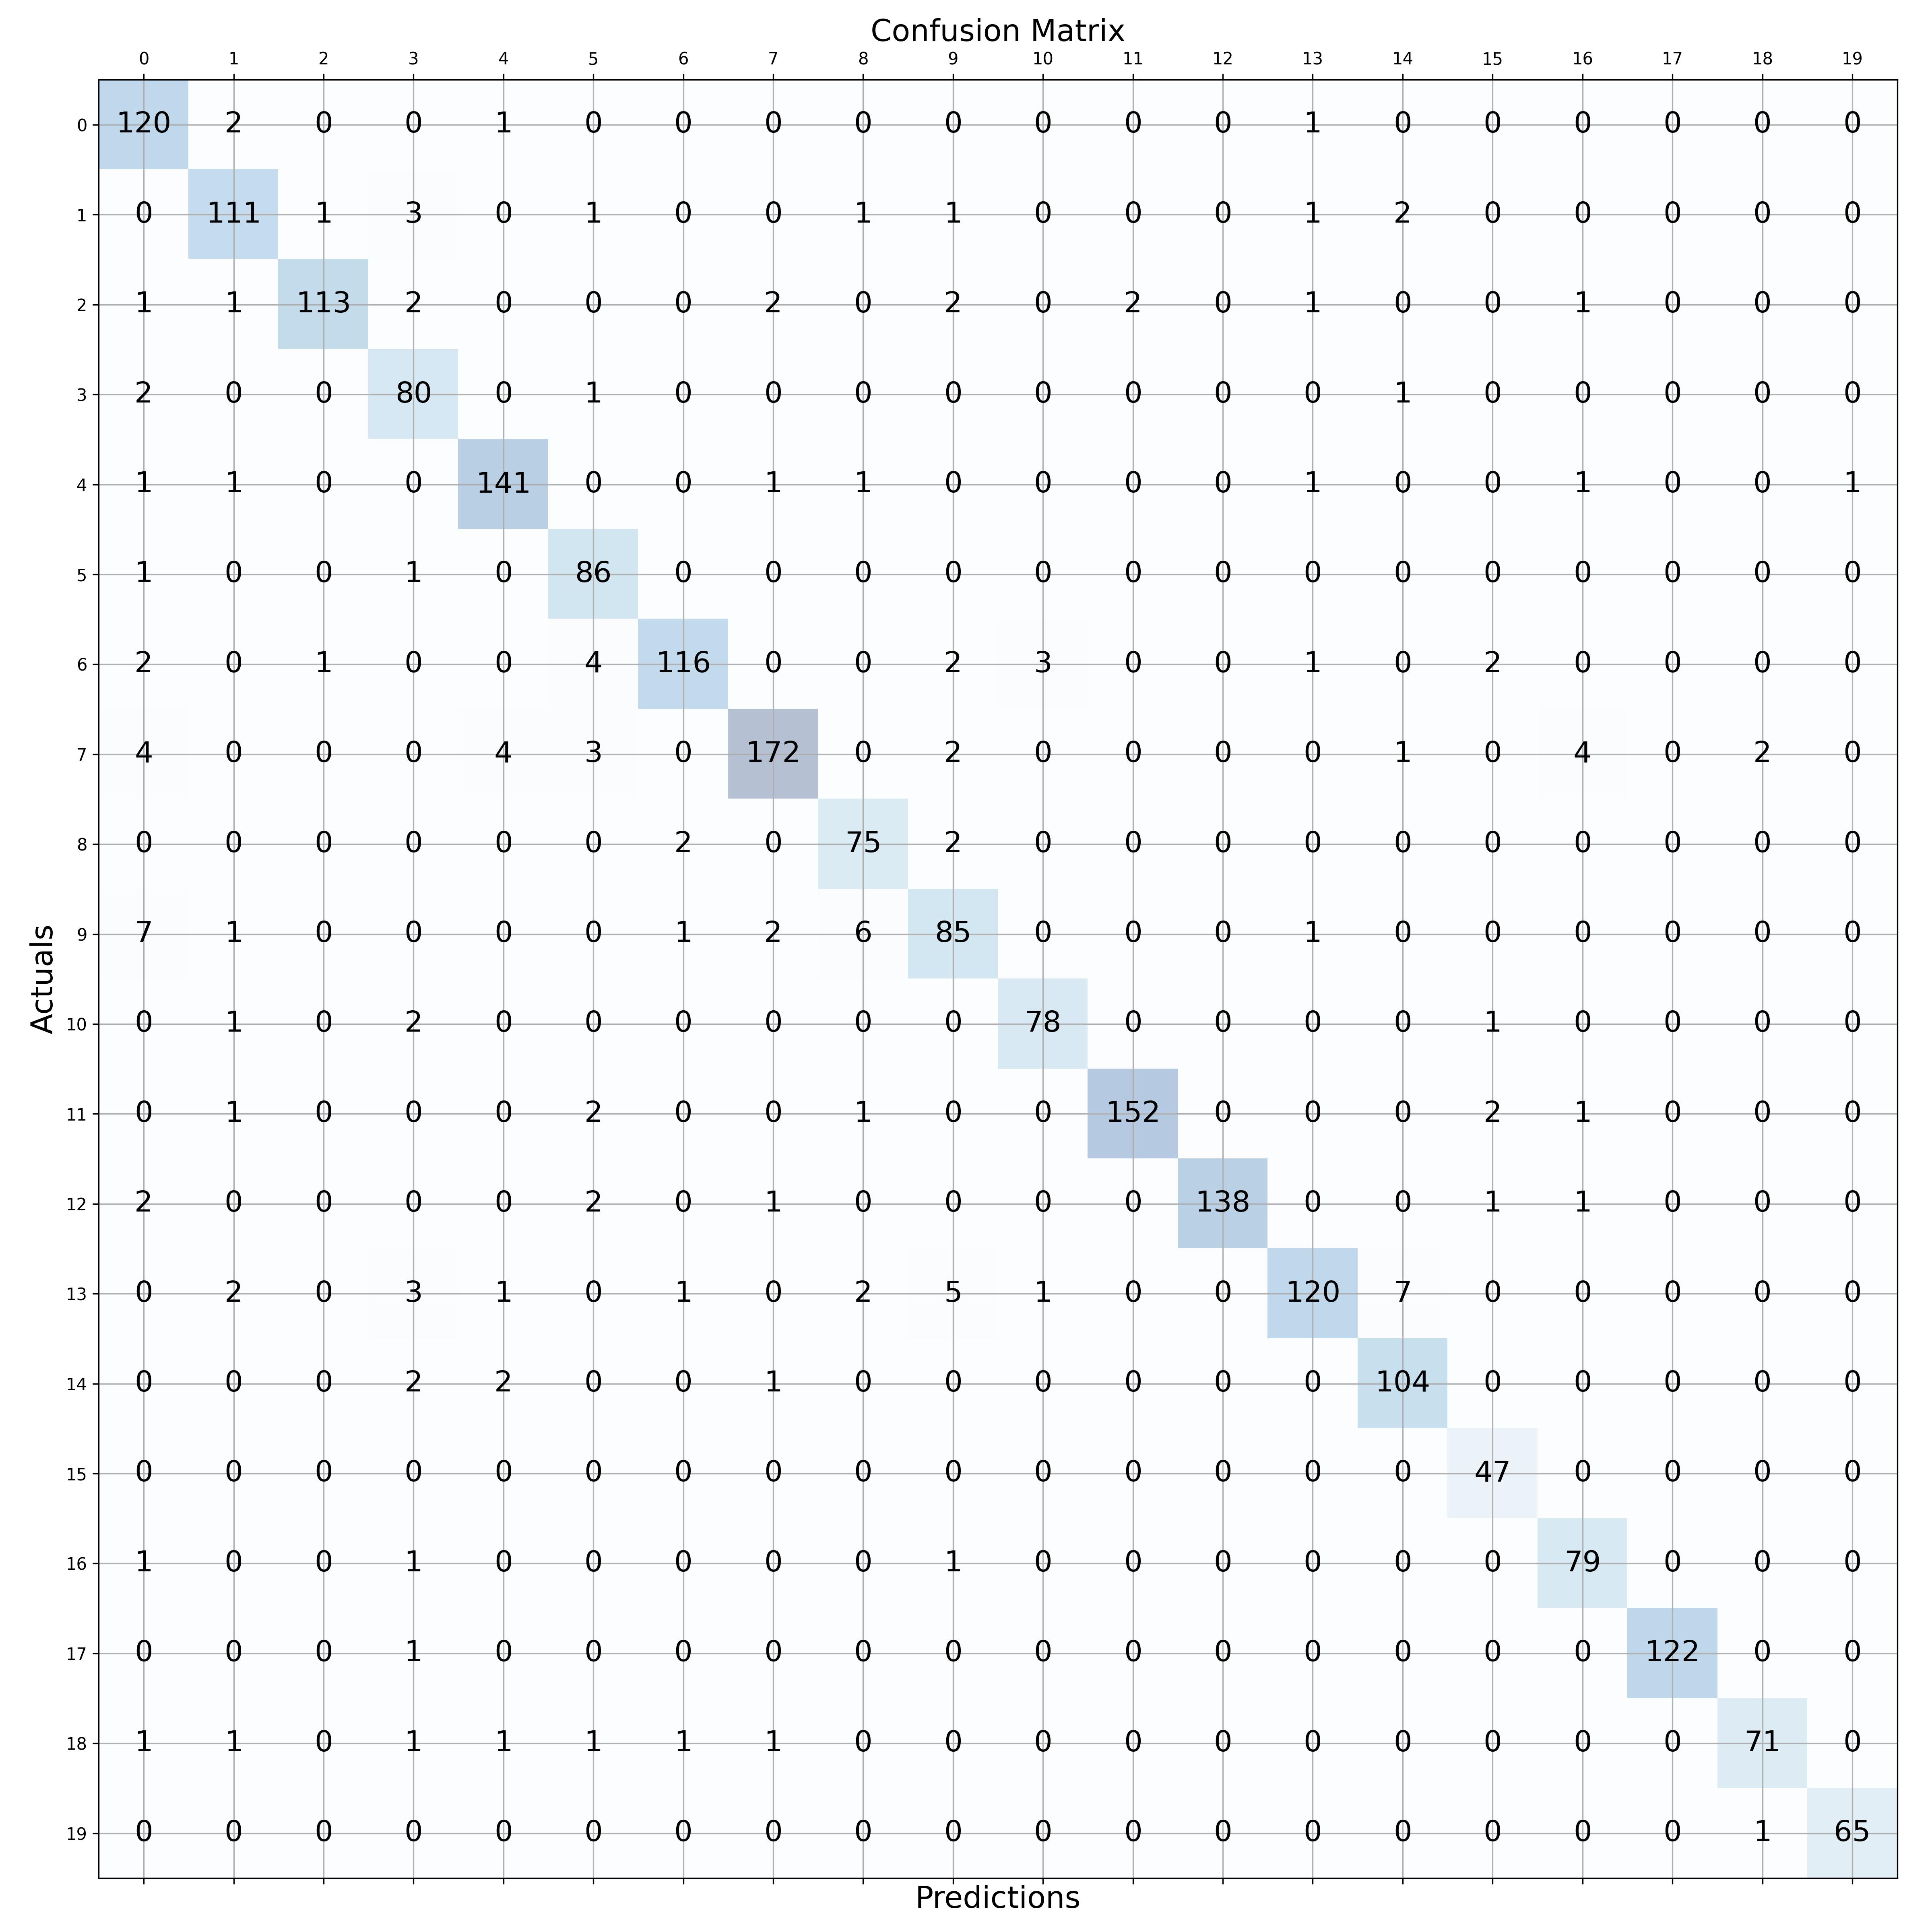 Confusion Matrix
0 1 2 3 4 5 6 7 8 9 10 11 12 13 14 15 16 17 18 19
0 120 2 0 0 1 0 0 0 0 0 0 0 0 1 0 0 0 0 0 0
1 0 111 1 3 0 1 0 0 1 1 0 0 0 1 2 0 0 0 0 0
2 1 1 113 2 0 0 0 2 0 2 0 2 0 1 0 0 1 0 0 0
3 2 0 0 80 0 1 0 0 0 0 0 0 0 0 1 0 0 0 0 0
4 1 1 0 0 141 0 0 1 1 0 0 0 0 1 0 0 1 0 0 1
5 1 0 0 1 0 86 0 0 0 0 0 0 0 0 0 0 0 0 0 0
6 2 0 1 0 0 4 116 0 0 2 3 0 0 1 0 2 0 0 0 0
7 4 0 0 0 4 3 0 172 0 2 0 0 0 0 1 0 4 0 2 0
8 0 0 0 0 0 0 2 0 75 2 0 0 0 0 0 0 0 0 0 0
9 7 1 0 0 0 0 1 2 6 85 0 0 0 1 0 0 0 0 0 0
10 0 1 0 2 0 0 0 0 0 0 78 0 0 0 0 1 0 0 0 0
11 0 1 0 0 0 2 0 0 1 0 0 152 0 0 0 2 1 0 0 0
12 2 0 0 0 0 2 0 1 0 0 0 0 138 0 0 1 1 0 0 0
13 0 2 0 3 1 0 1 0 2 5 1 0 0 120 7 0 0 0 0 0
14 0 0 0 2 2 0 0 1 0 0 0 0 0 0 104 0 0 0 0 0
15 0 0 0 0 0 0 0 0 0 0 0 0 0 0 0 47 0 0 0 0
16 1 0 0 1 0 0 0 0 0 1 0 0 0 0 0 0 79 0 0 0
17 0 0 0 1 0 0 0 0 0 0 0 0 0 0 0 0 0 122 0 0
18 1 1 0 1 1 1 1 1 0 0 0 0 0 0 0 0 0 0 71 0
19 0 0 0 0 0 0 0 0 0 0 0 0 0 0 0 0 0 0 1 65
Actuals
Predictions